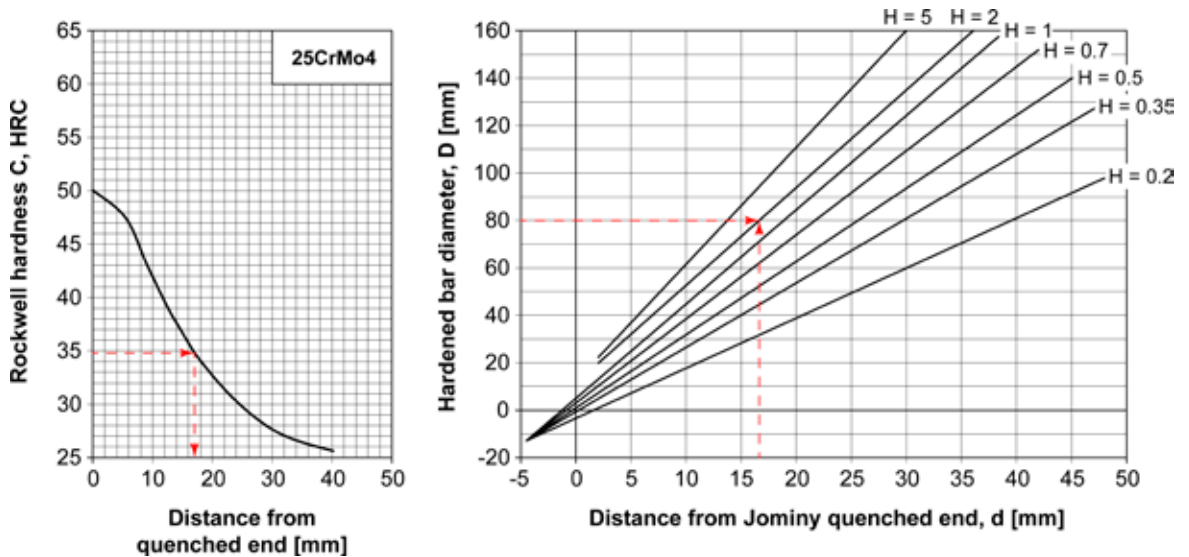 65
60
55
50
45
40
35
30
25
Rockwell hardness C, HRC
25CrMo4
0 10 20 30 40 50
Distance from
quenched end [mm]
160
140
120
100
80
60
40
20
0
-20
Hardened bar diameter, D [mm]
H = 5
H = 2
H = 1
H = 0.7
H = 0.5
H = 0.35
H = 0.2
-5 0 5 10 15 20 25 30 35 40 45 50
Distance from Jominy quenched end, d [mm]